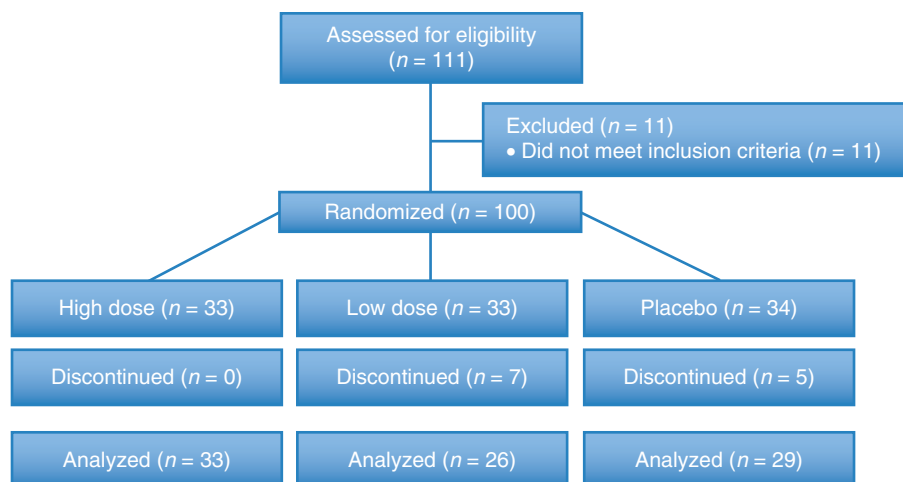 Assessed for eligibility
(n = 111)
Excluded (n = 11)
• Did not meet inclusion criteria (n = 11)
Randomized (n = 100)
High dose (n = 33)
Low dose (n = 33)
Placebo (n = 34)
Discontinued (n = 0)
Discontinued (n = 7)
Discontinued (n = 5)
Analyzed (n = 33)
Analyzed (n = 26)
Analyzed (n = 29)